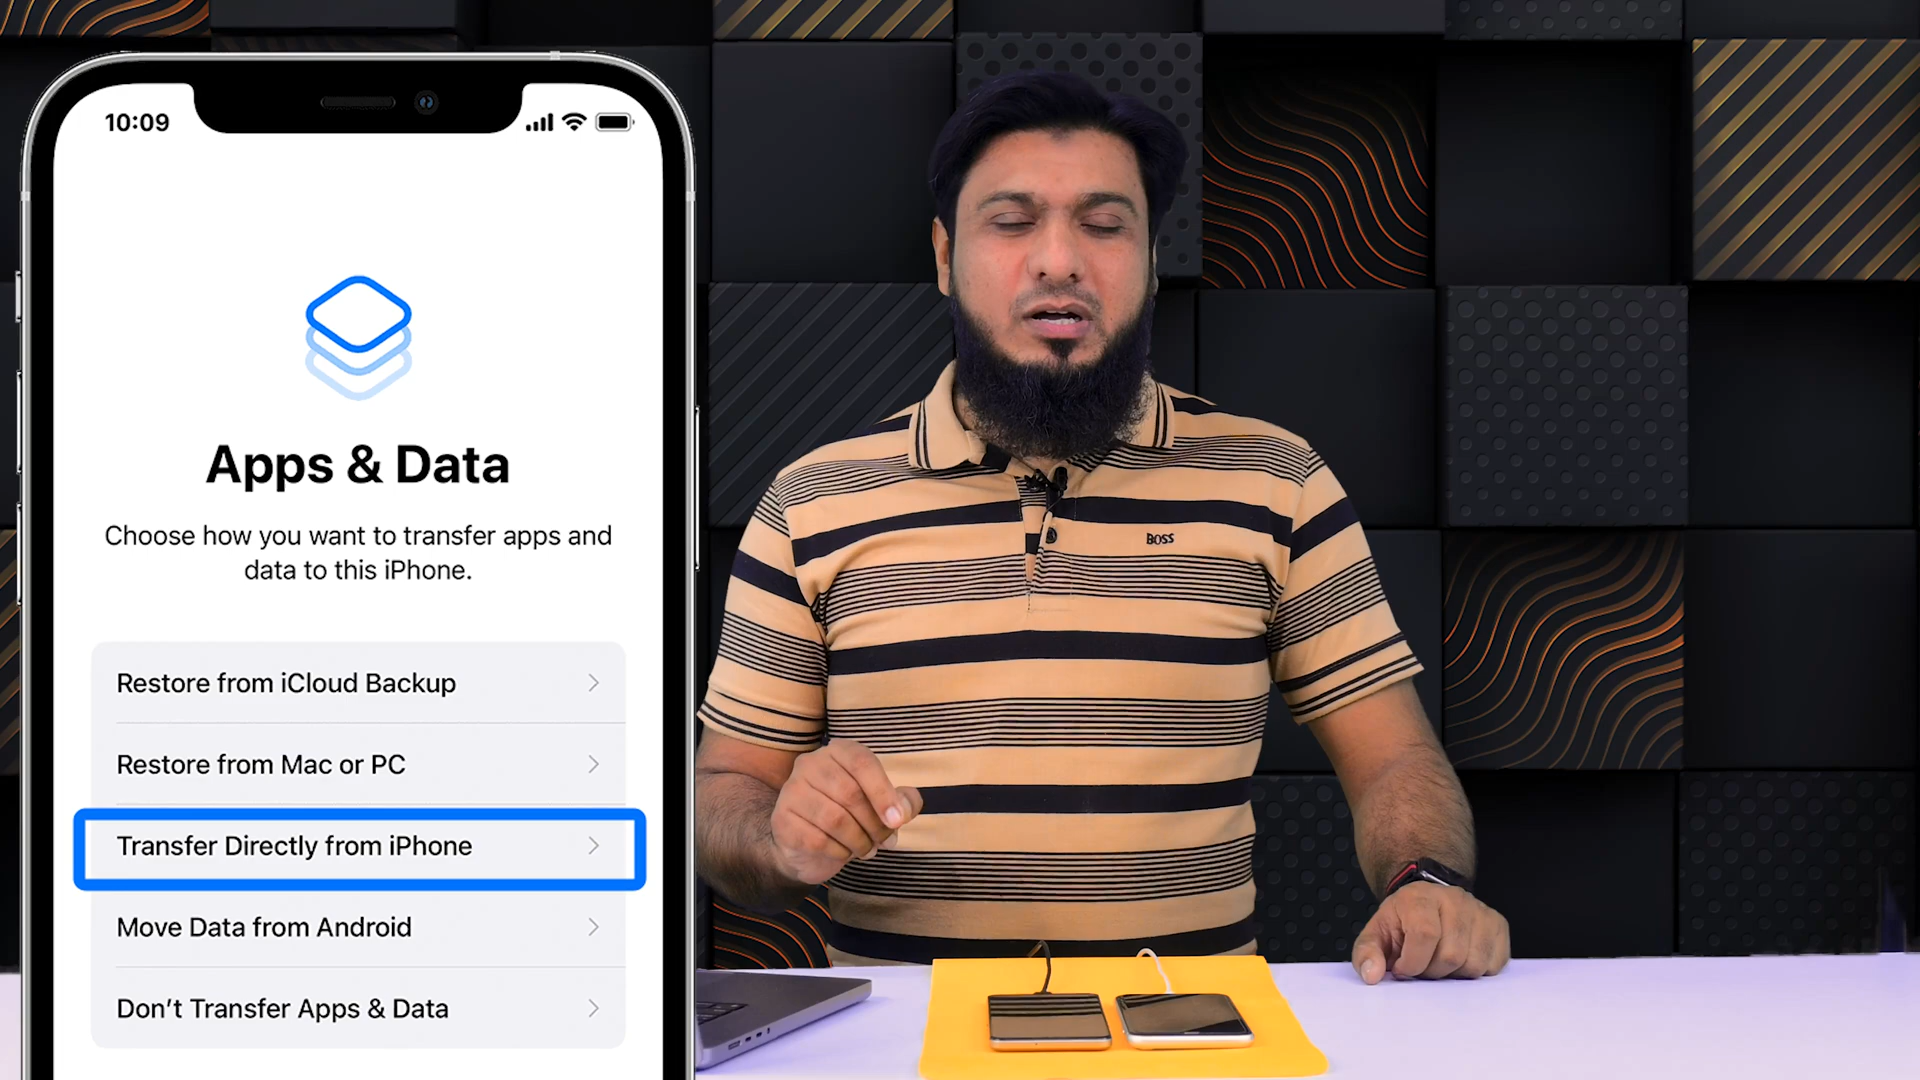 10:09
Apps & Data
Choose how you want to transfer apps and
data to this iPhone.
Restore from iCloud Backup
Restore from Mac or PC
Transfer Directly from iPhone
Move Data from Android
Don’t Transfer Apps & Data
BOSS